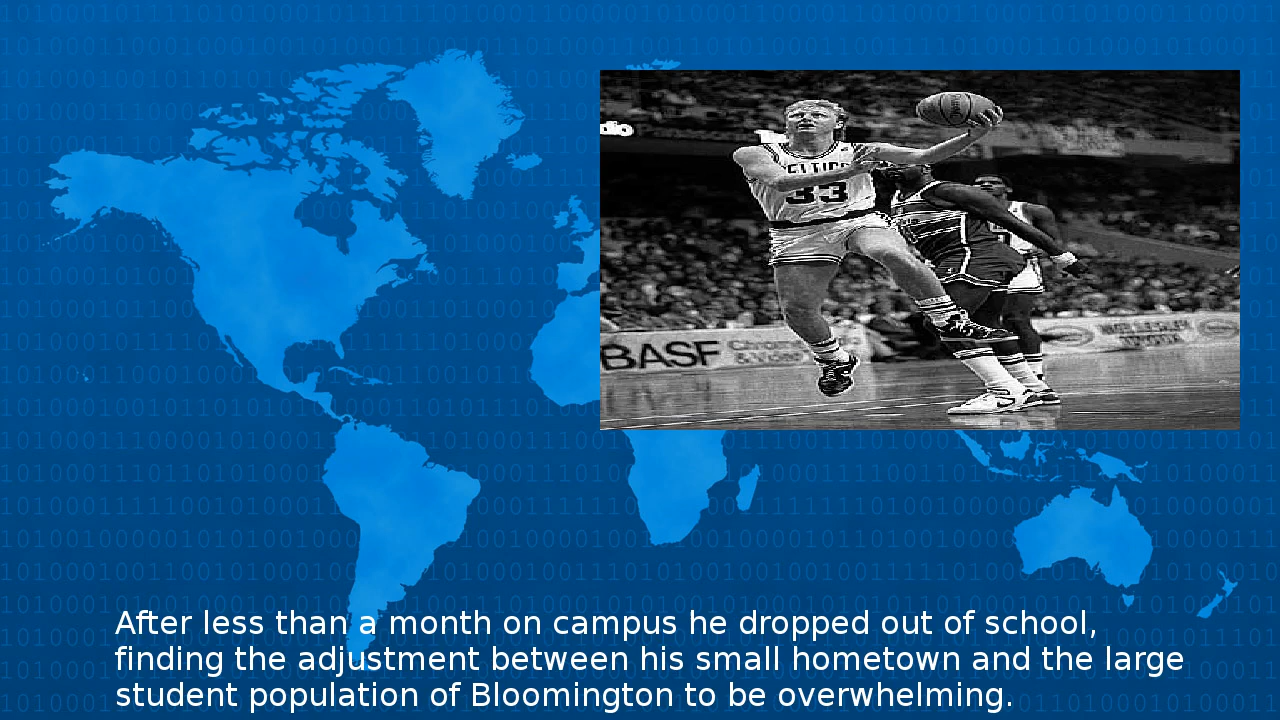 CELTICS
33
BASF
After less than a month on campus he dropped out of school,
finding the adjustment between his small hometown and the large
student population of Bloomington to be overwhelming.